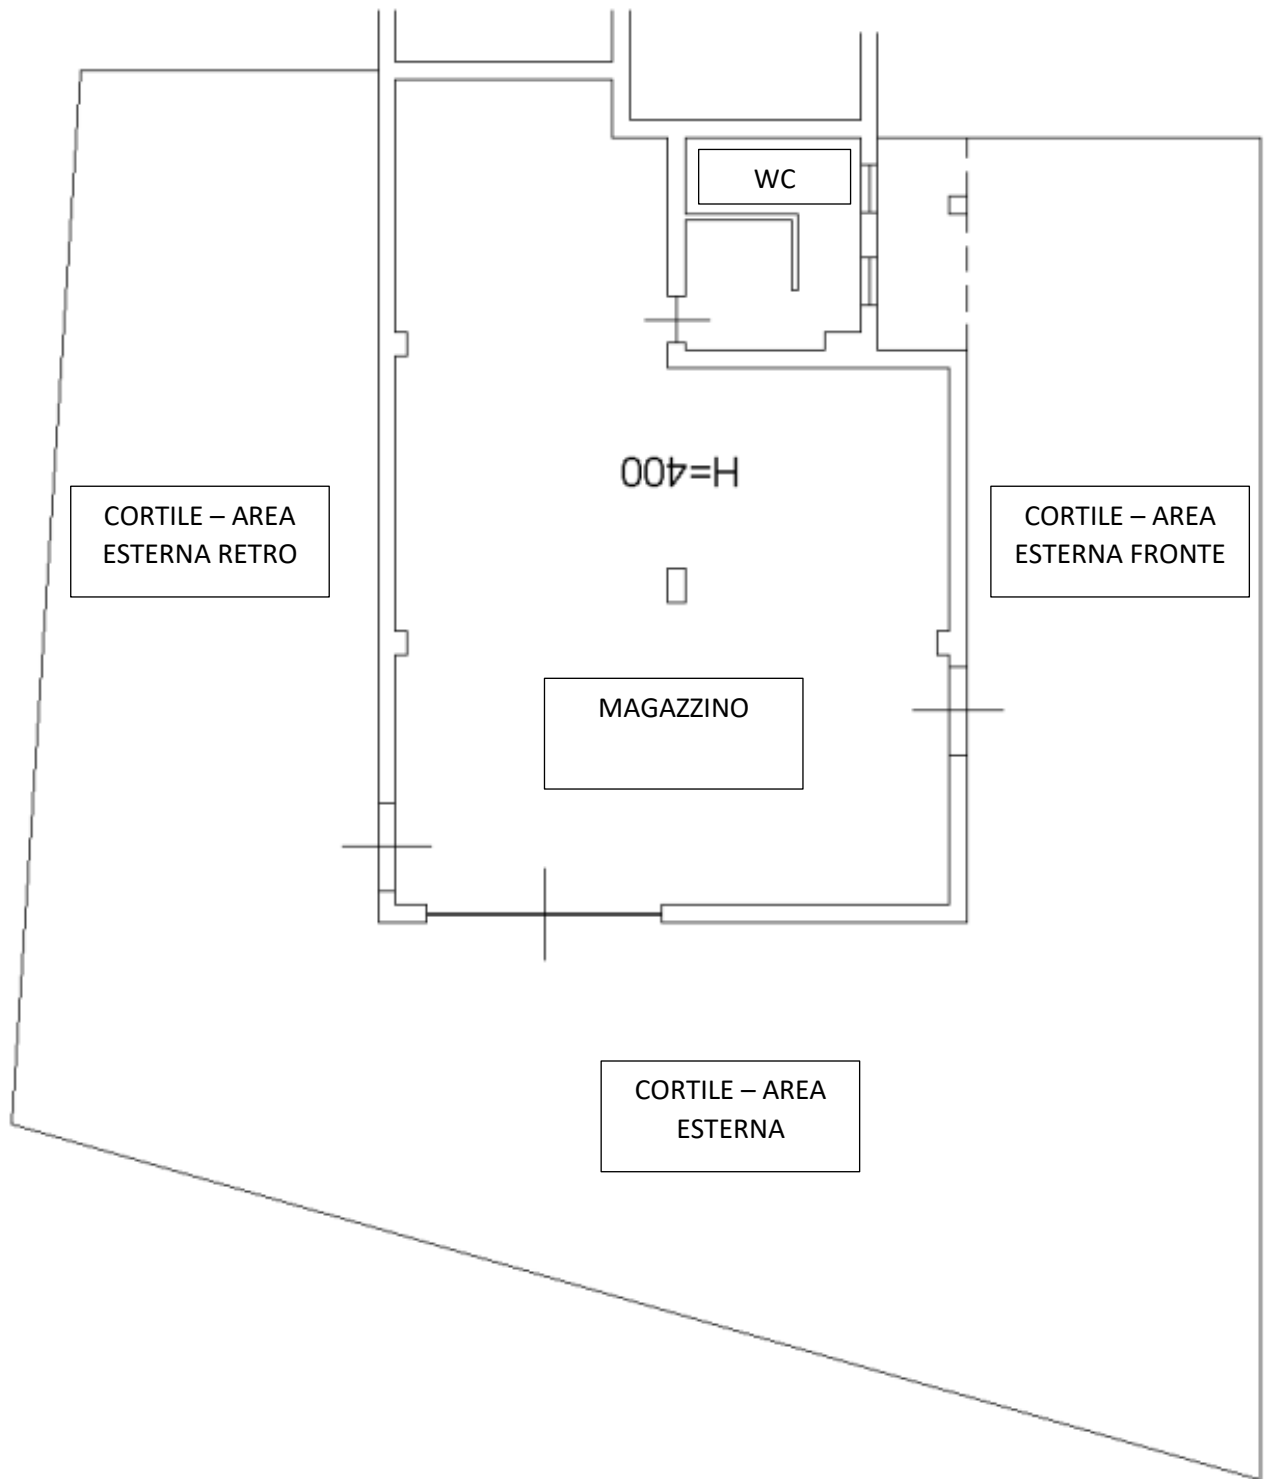 WC
H=400
CORTILE – AREA
ESTERNA RETRO
CORTILE – AREA
ESTERNA FRONTE
MAGAZZINO
CORTILE – AREA
ESTERNA